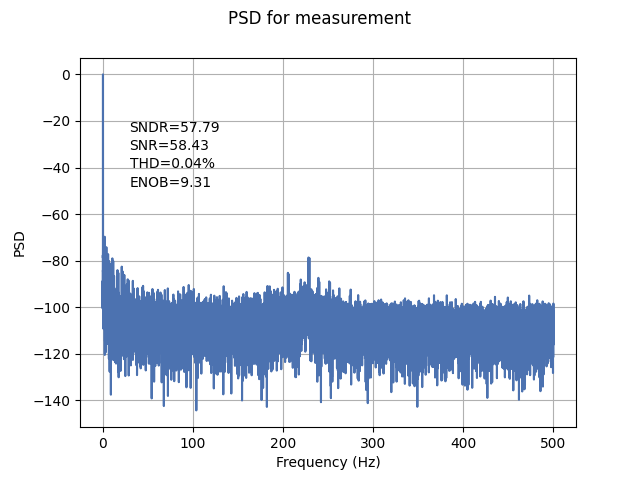 PSD for measurement
0
−20
−40
−60
−80
−100
−120
−140
PSD
SNDR=57.79
SNR=58.43
THD=0.04%
ENOB=9.31
0 100 200 300 400 500
Frequency (Hz)